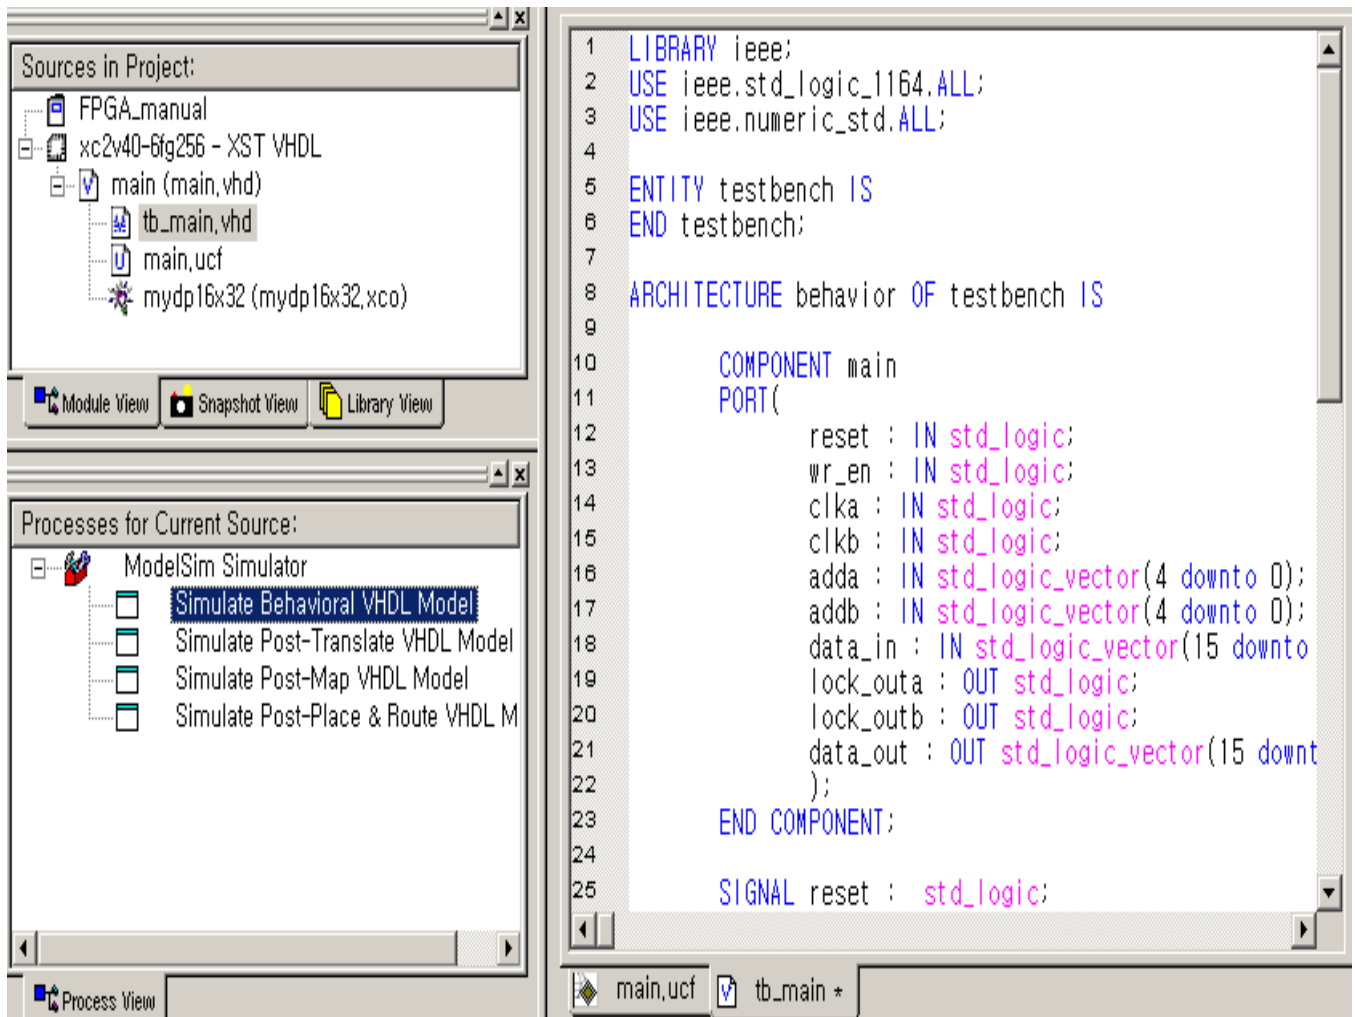 Sources in Project:
FPGA_manual
xc2v40-6fg256 - XST VHDL
main (main.vhd)
tb_main.vhd
main.ucf
mydp16x32 (mydp16x32.xco)
Module View
Snapshot View
Library View
Processes for Current Source:
ModelSim Simulator
Simulate Behavioral VHDL Model
Simulate Post-Translate VHDL Model
Simulate Post-Map VHDL Model
Simulate Post-Place & Route VHDL M
Process View
1 LIBRARY ieee;
2 USE ieee.std_logic_1164.ALL;
3 USE ieee.numeric_std.ALL;
4
5 ENTITY testbench IS
6 END testbench;
7
8 ARCHITECTURE behavior OF testbench IS
9
10 COMPONENT main
11 PORT(
12 reset : IN std_logic;
13 wr_en : IN std_logic;
14 clka : IN std_logic;
15 clkb : IN std_logic;
16 adda : IN std_logic_vector(4 downto 0);
17 addb : IN std_logic_vector(4 downto 0);
18 data_in : IN std_logic_vector(15 downto
19 lock_outa : OUT std_logic;
20 lock_outb : OUT std_logic;
21 data_out : OUT std_logic_vector(15 downt
22 );
23 END COMPONENT;
24
25 SIGNAL reset : std_logic;
main.ucf
tb_main *